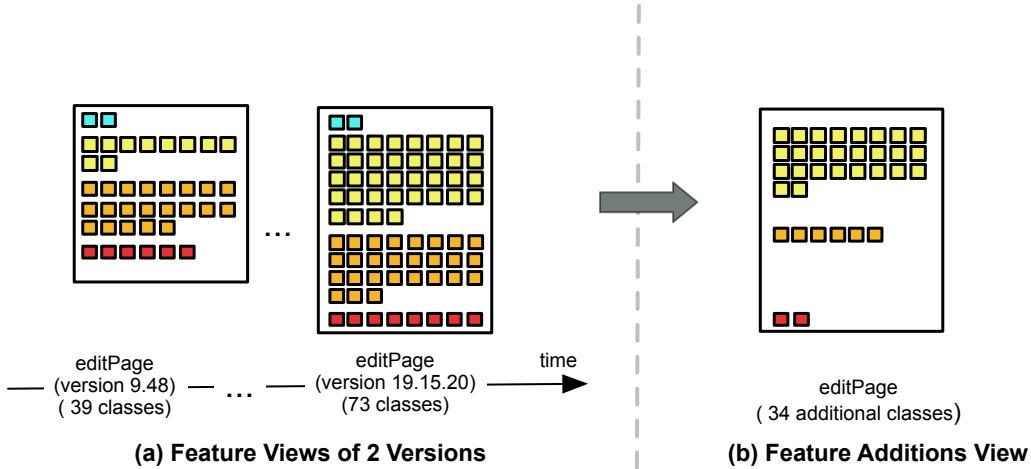 ...
editPage
(version 9.48)
( 39 classes)
...
editPage
(version 19.15.20)
(73 classes)
time
(a) Feature Views of 2 Versions
editPage
( 34 additional classes)
(b) Feature Additions View